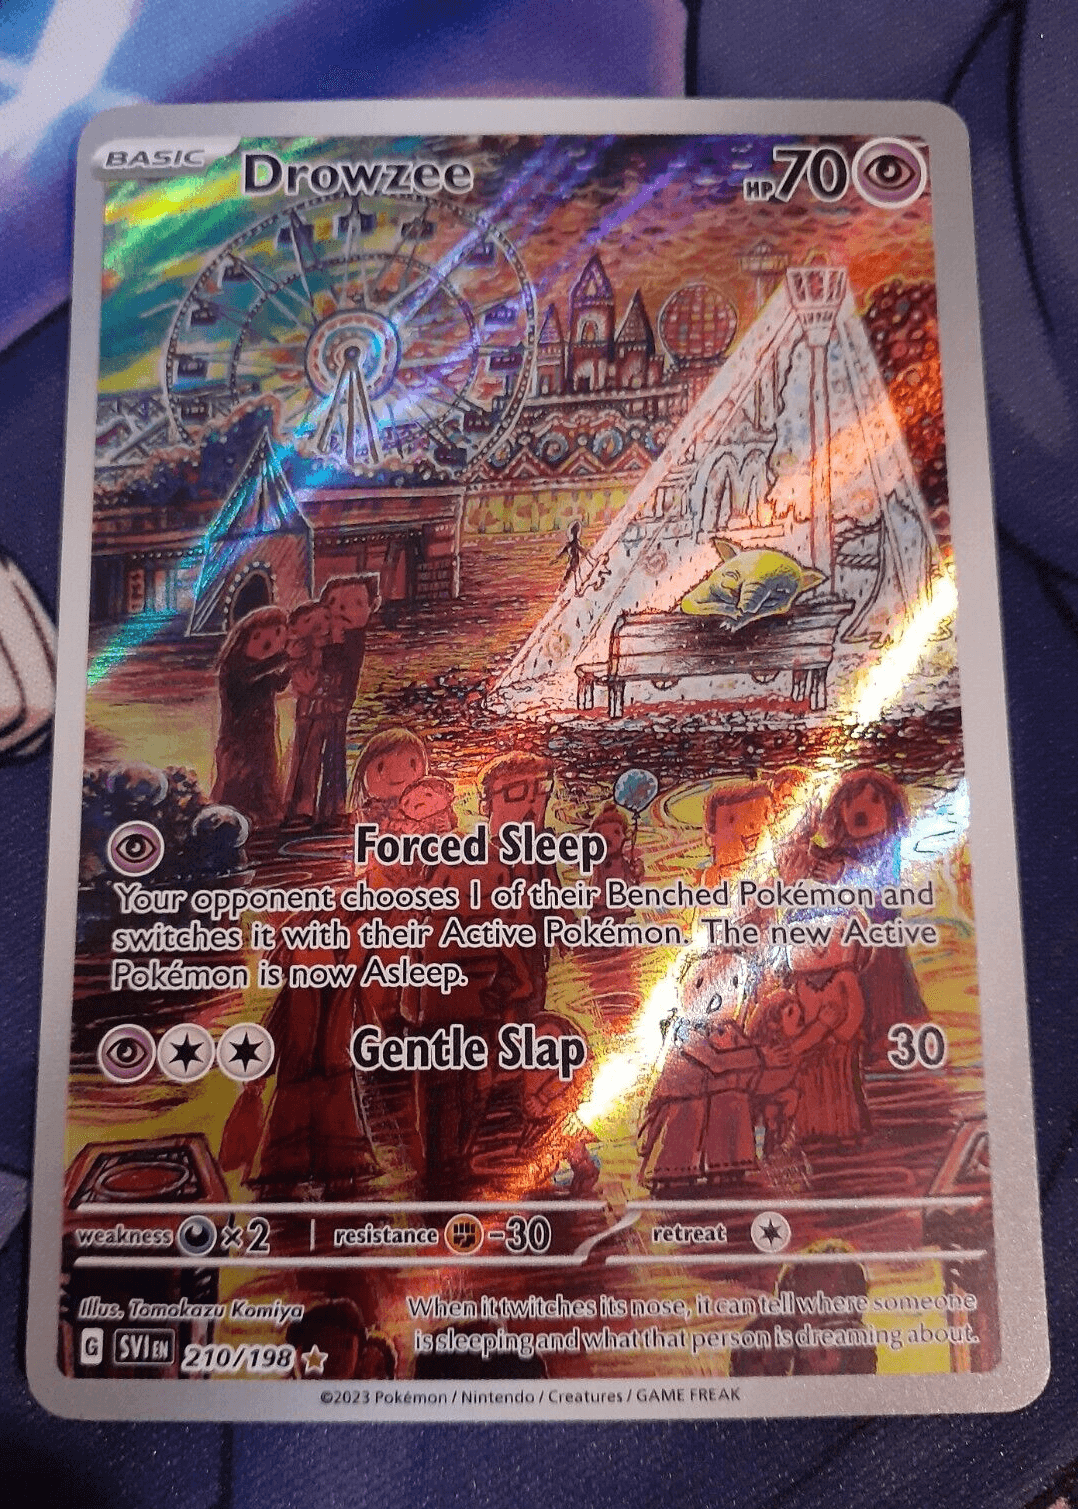 BASIC Drowzee HP 70
Forced Sleep
Your opponent chooses 1 of their Benched Pokémon and
switches it with their Active Pokémon. The new Active
Pokémon is now Asleep.
Gentle Slap 30
weakness ×2 resistance -30 retreat
Illus. Tomokazu Komiya
When it twitches its nose, it can tell where someone
is sleeping and what that person is dreaming about.
G SVI EN 210/198
©2023 Pokémon / Nintendo / Creatures / GAME FREAK